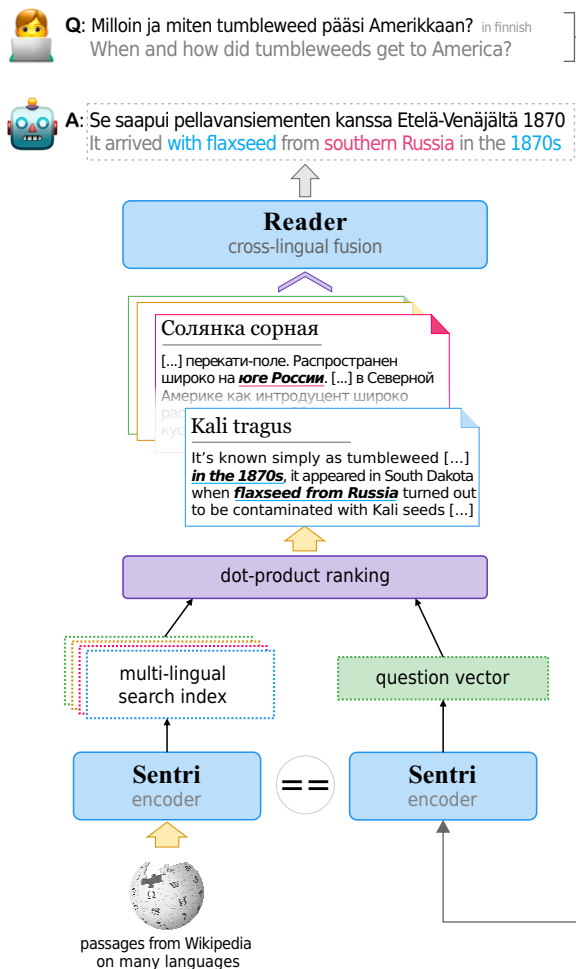 Q: Milloin ja miten tumbleweed pääsi Amerikkaan? in finnish
When and how did tumbleweeds get to America?
A: Se saapui pellavansiementen kanssa Etelä-Venäjältä 1870
It arrived with flaxseed from southern Russia in the 1870s
Reader
cross-lingual fusion
Солянка сорная
[...] перекати-поле. Распространен
широко на юге России. [...] в Северной
Америке как интродуцент широко
Kali tragus
It's known simply as tumbleweed [...]
in the 1870s, it appeared in South Dakota
when flaxseed from Russia turned out
to be contaminated with Kali seeds [...]
dot-product ranking
multi-lingual
search index
question vector
Sentri
encoder
==
Sentri
encoder
passages from Wikipedia
on many languages